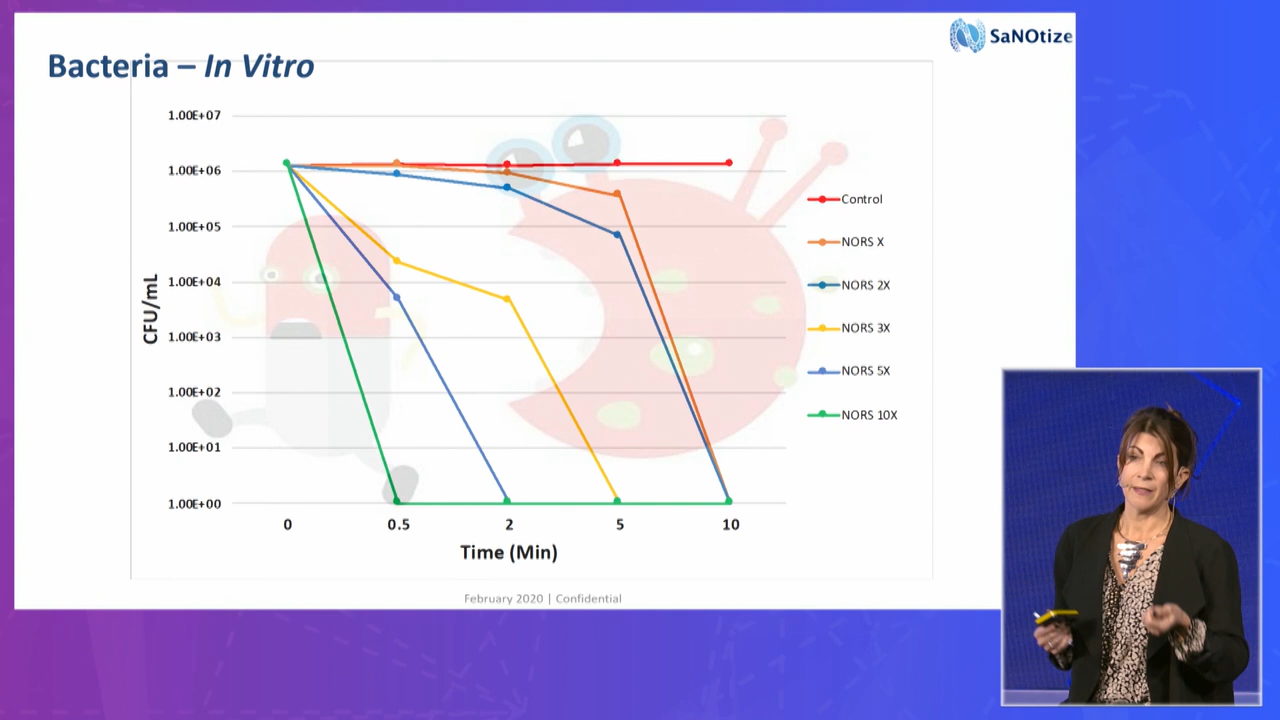 SaNOtize
Bacteria – In Vitro
1.00E+07
1.00E+06
1.00E+05
1.00E+04
1.00E+03
1.00E+02
1.00E+01
1.00E+00
CFU/mL
0 0.5 2 5 10
Time (Min)
Control
NORS X
NORS 2X
NORS 3X
NORS 5X
NORS 10X
February 2020 | Confidential